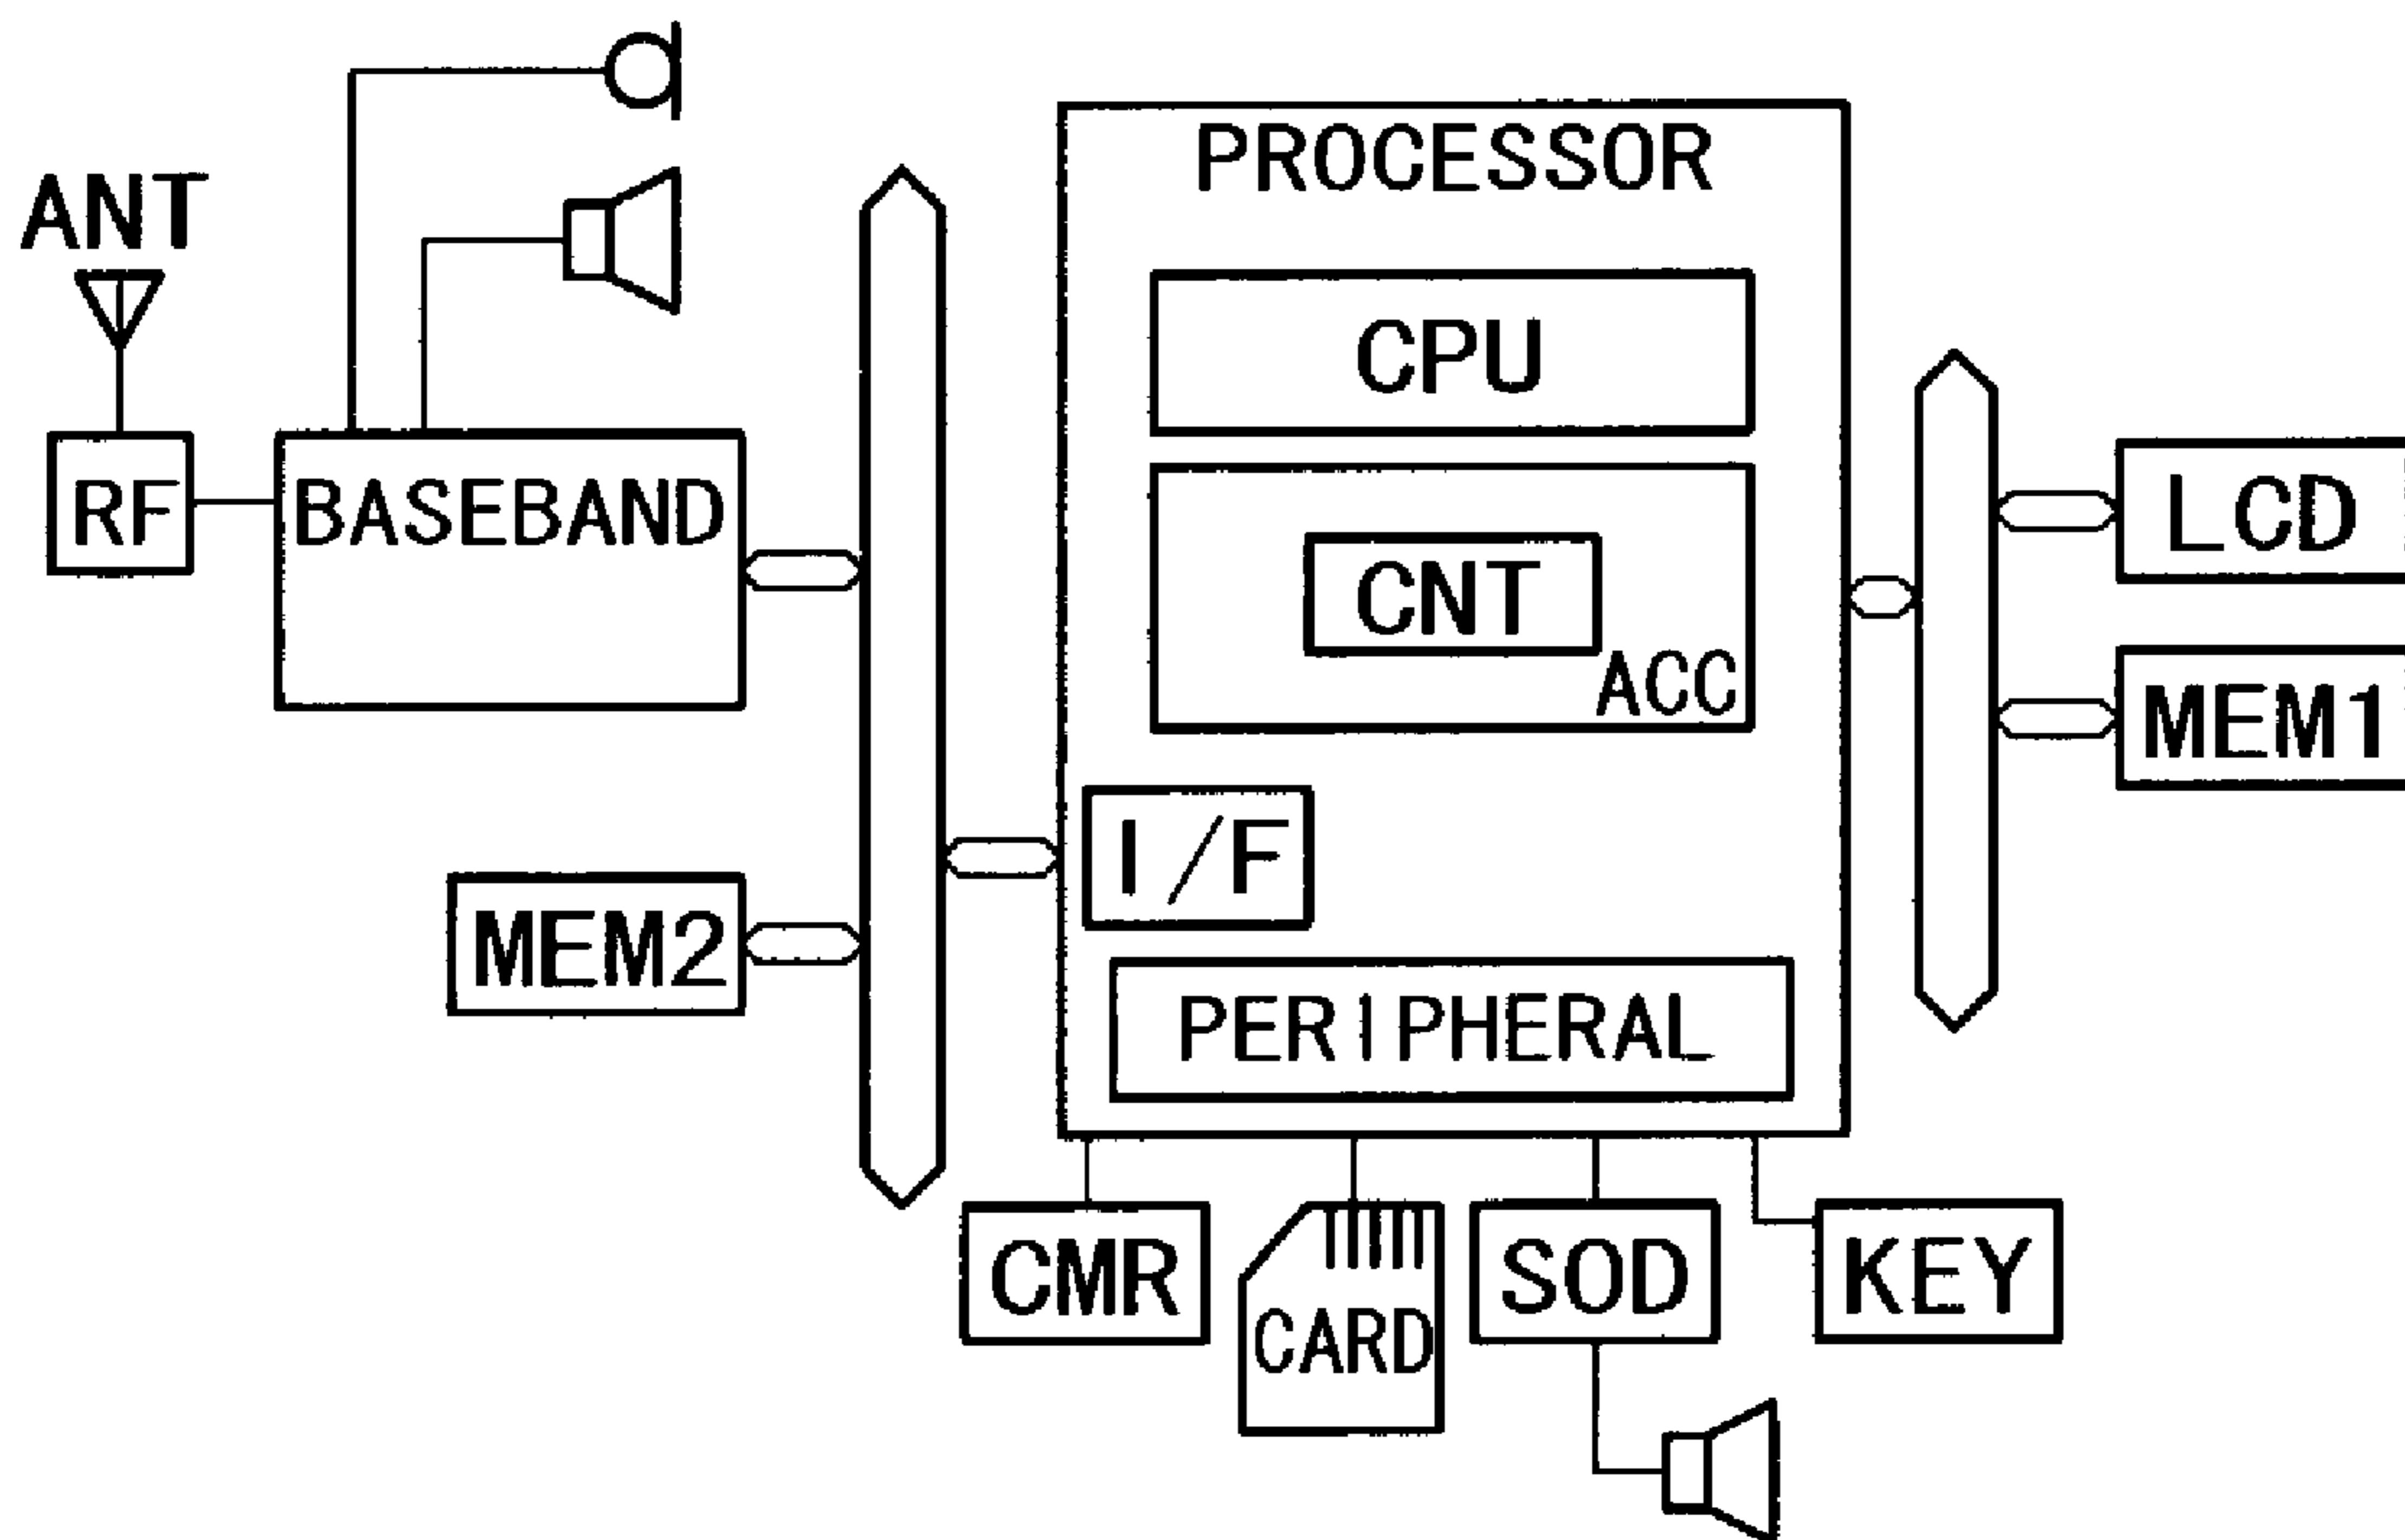 ANT
RF
BASEBAND
MEM2
PROCESSOR
CPU
CNT
ACC
I/F
PERIPHERAL
LCD
MEM1
CMR
CARD
SOD
KEY